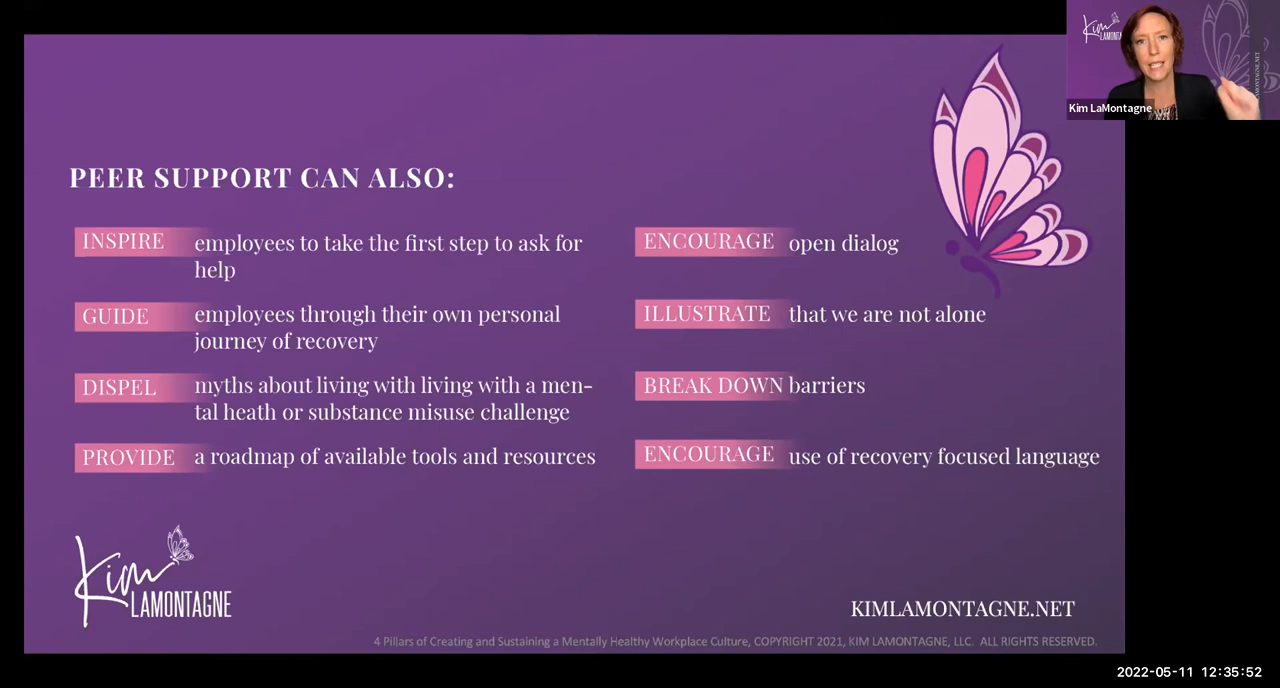 PEER SUPPORT CAN ALSO:
INSPIRE employees to take the first step to ask for
help
GUIDE employees through their own personal
journey of recovery
DISPEL myths about living with living with a men-
tal heath or substance misuse challenge
PROVIDE a roadmap of available tools and resources
ENCOURAGE open dialog
ILLUSTRATE that we are not alone
BREAK DOWN barriers
ENCOURAGE use of recovery focused language
Kim
LAMONTAGNE
KIMLAMONTAGNE.NET
4 Pillars of Creating and Sustaining a Mentally Healthy Workplace Culture, COPYRIGHT 2021, KIM LAMONTAGNE, LLC. ALL RIGHTS RESERVED.
Kim
Kim LaMontagne
2022-05-11 12:35:52